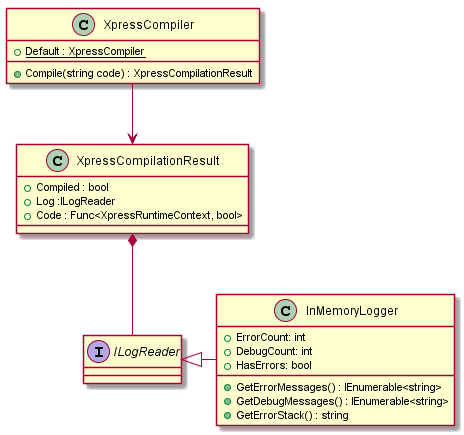 C XpressCompiler
Default : XpressCompiler
Compile(string code) : XpressCompilationResult
C XpressCompilationResult
Compiled : bool
Log :ILogReader
Code : Func<XpressRuntimeContext, bool>
I ILogReader
C InMemoryLogger
ErrorCount: int
DebugCount: int
HasErrors: bool
GetErrorMessages() : IEnumerable<string>
GetDebugMessages() : IEnumerable<string>
GetErrorStack() : string